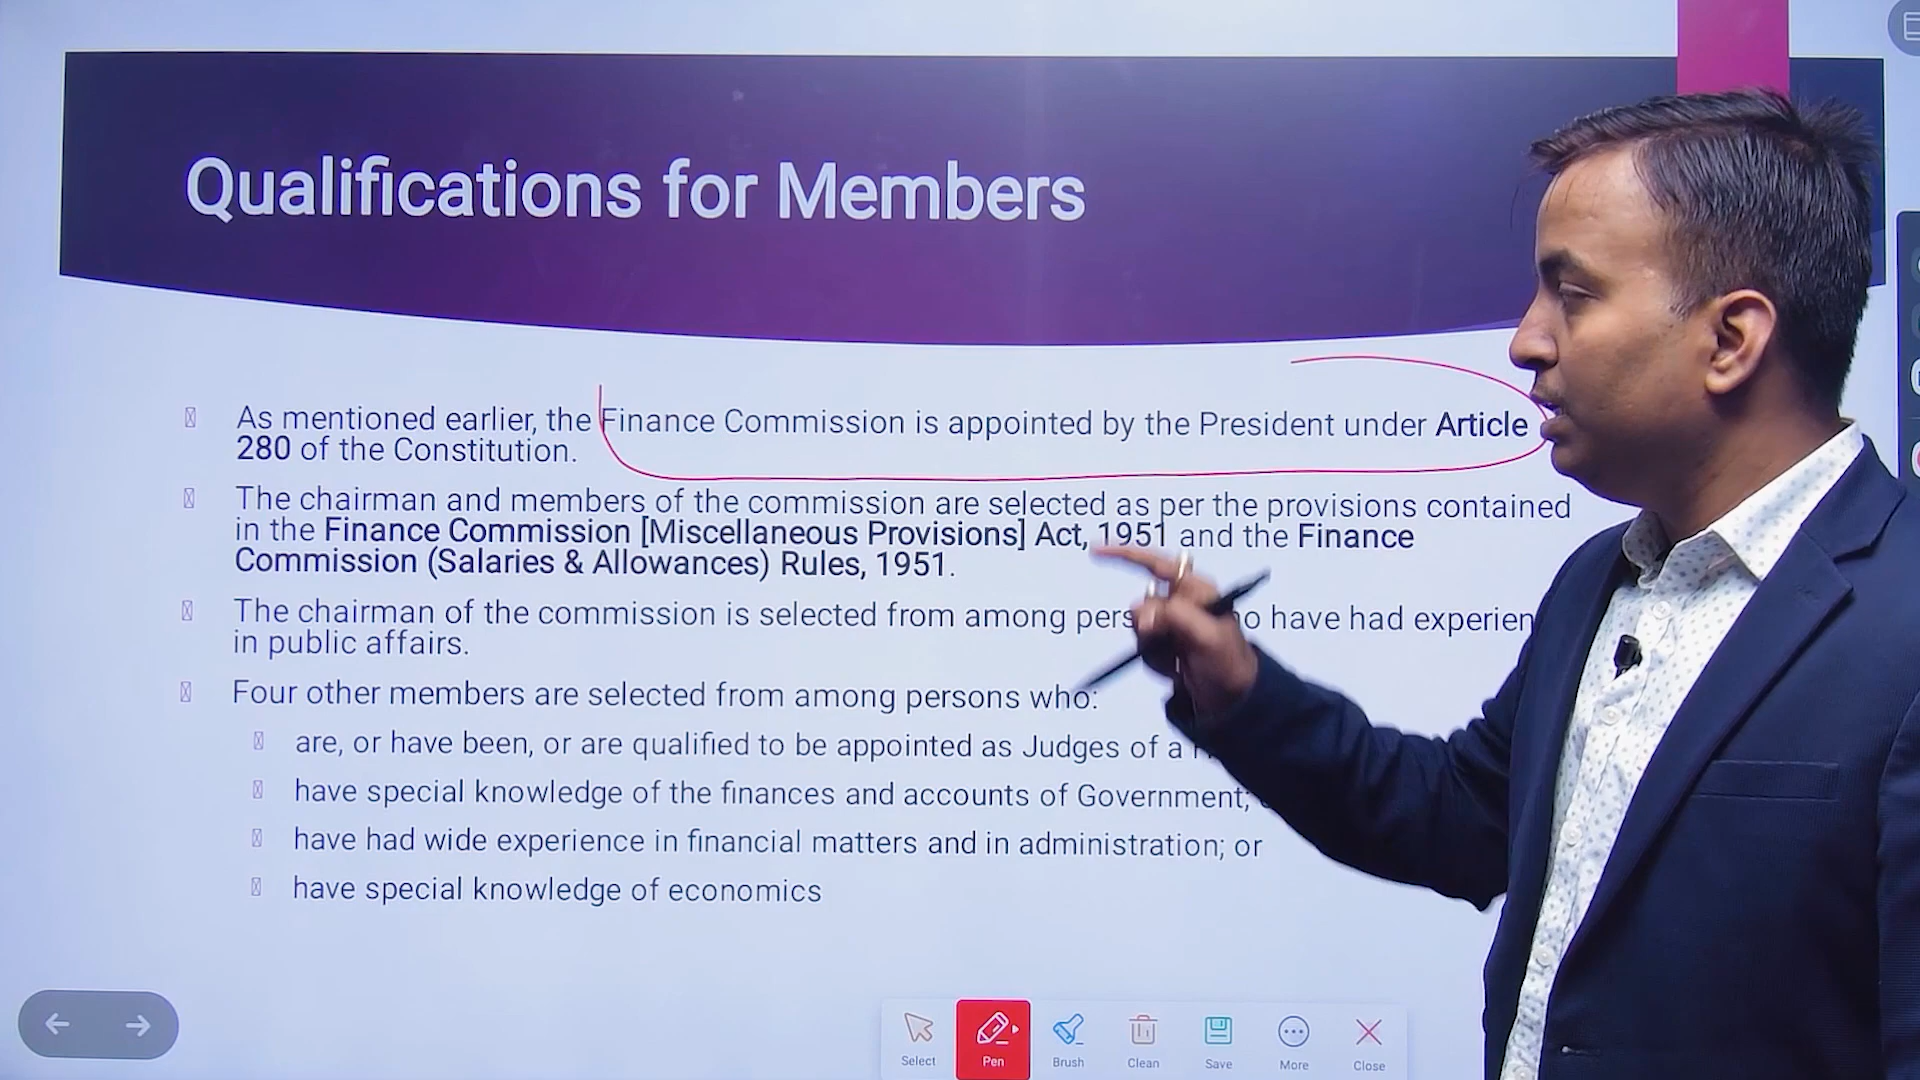 Qualifications for Members
As mentioned earlier, the Finance Commission is appointed by the President under Article
280 of the Constitution.
The chairman and members of the commission are selected as per the provisions contained
in the Finance Commission [Miscellaneous Provisions] Act, 1951 and the Finance
Commission (Salaries & Allowances) Rules, 1951.
The chairman of the commission is selected from among have had
in public affairs.
Four other members are selected from among persons who:
are, or have been, or are qualified to be appointed as Judges of a
have special knowledge of the finances and accounts of Government;
have had wide experience in financial matters and in administration; or
have special knowledge of economics
Select Pen Brush Clean Save More Close